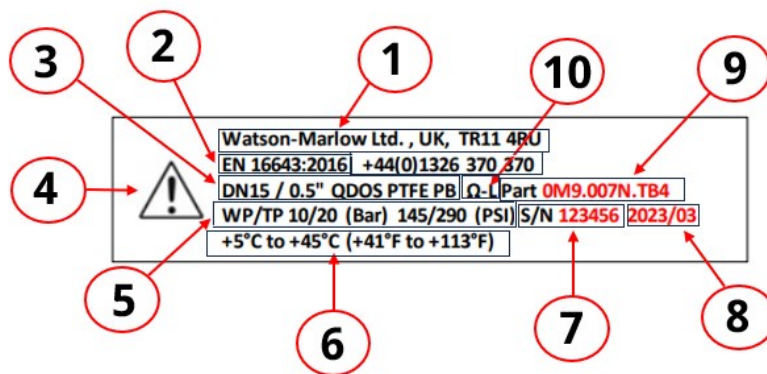 2
1
10
9
3
Watson-Marlow Ltd. , UK, TR11 4RU
EN 16643:2016 +44(0)1326 370 370
4
DN15 / 0.5" QDOS PTFE PB Ω-L Part 0M9.007N.TB4
WP/TP 10/20 (Bar) 145/290 (PSI) S/N 123456 2023/03
+5°C to +45°C (+41°F to +113°F)
5
6
7
8